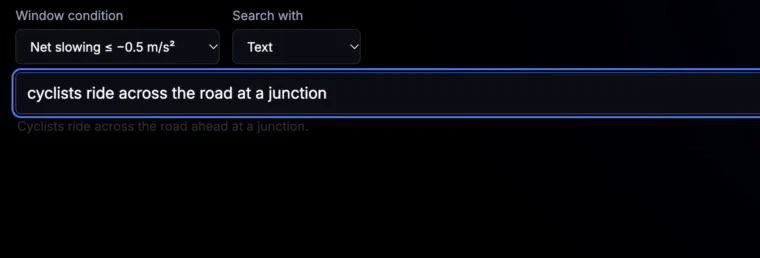 Window condition Search with
Net slowing ≤ −0.5 m/s² Text
cyclists ride across the road at a junction
Cyclists ride across the road ahead at a junction.